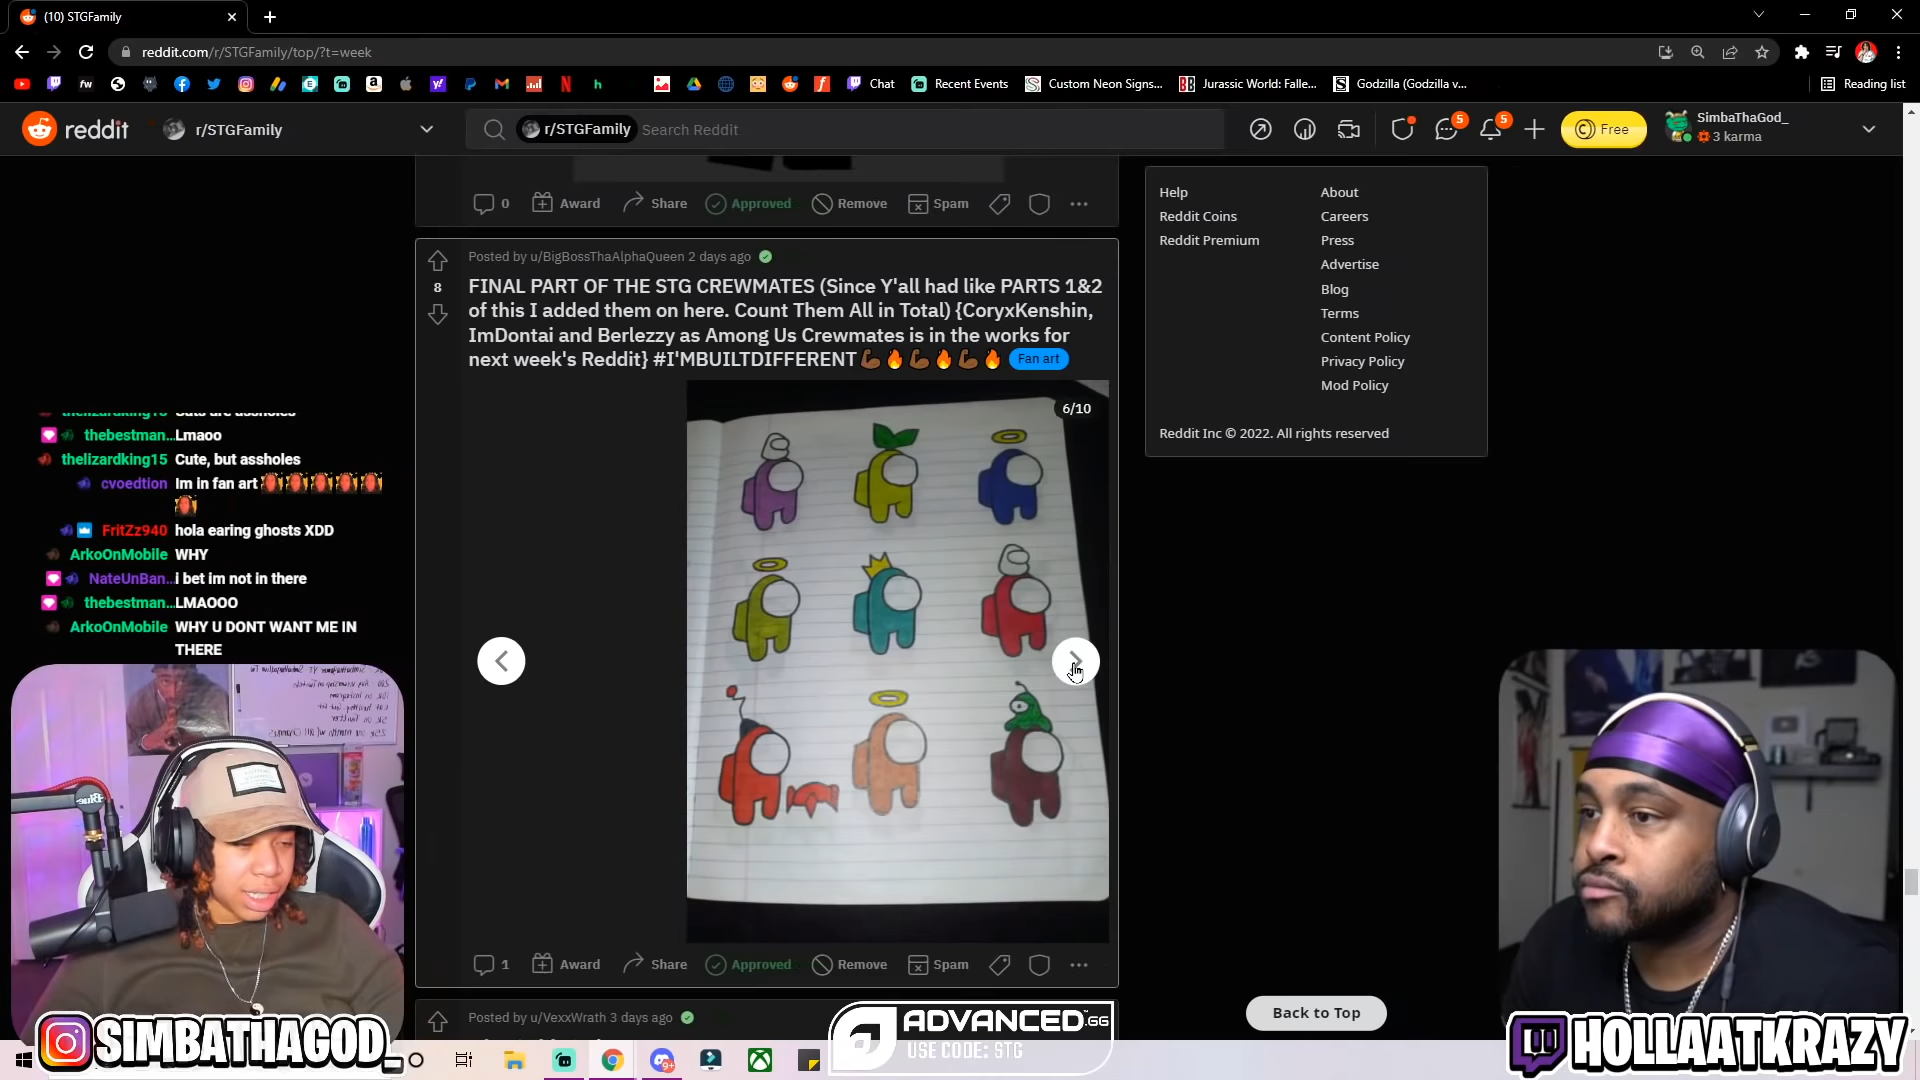 (10) STGFamily
reddit.com/r/STGFamily/top/?t=week
Chat
Recent Events
Custom Neon Signs...
Jurassic World: Falle...
Godzilla (Godzilla v...
Reading list
reddit
r/STGFamily
r/STGFamily
Search Reddit
5
5
Free
SimbaThaGod_
3 karma
0
Award
Share
Approved
Remove
Spam
Help
About
Reddit Coins
Careers
Reddit Premium
Press
Advertise
Blog
Terms
Content Policy
Privacy Policy
Mod Policy
Reddit Inc © 2022. All rights reserved
Posted by u/BigBossThaAlphaQueen 2 days ago
8
FINAL PART OF THE STG CREWMATES (Since Y'all had like PARTS 1&2
of this I added them on here. Count Them All in Total) {CoryxKenshin,
ImDontai and Berlezzy as Among Us Crewmates is in the works for
next week's Reddit} #I'MBUILTDIFFERENT💪🏾🔥💪🏾🔥💪🏾🔥 Fan art
6/10
thebestman... Lmaoo
thelizardking15 Cute, but assholes
cvoedtion Im in fan art
FritZz940 hola earing ghosts XDD
ArkoOnMobile WHY
NateUnBan... i bet im not in there
thebestman... LMAOOO
ArkoOnMobile WHY U DONT WANT ME IN
THERE
1
Award
Share
Approved
Remove
Spam
Posted by u/VexxWrath 3 days ago
Back to Top
SIMBATHAGOD_
ADVANCED.GG
USE CODE: STG
HOLLAATKRAZY